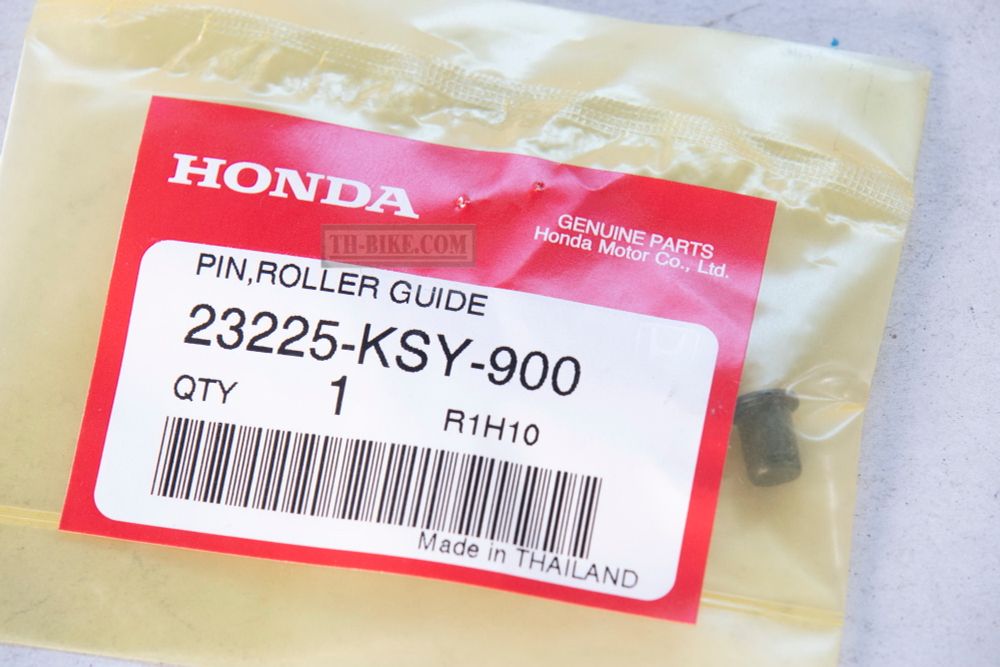 HONDA
GENUINE PARTS
Honda Motor Co., Ltd.
TH-BIKE.COM
PIN,ROLLER GUIDE
23225-KSY-900
QTY 1 R1H10
Made in THAILAND